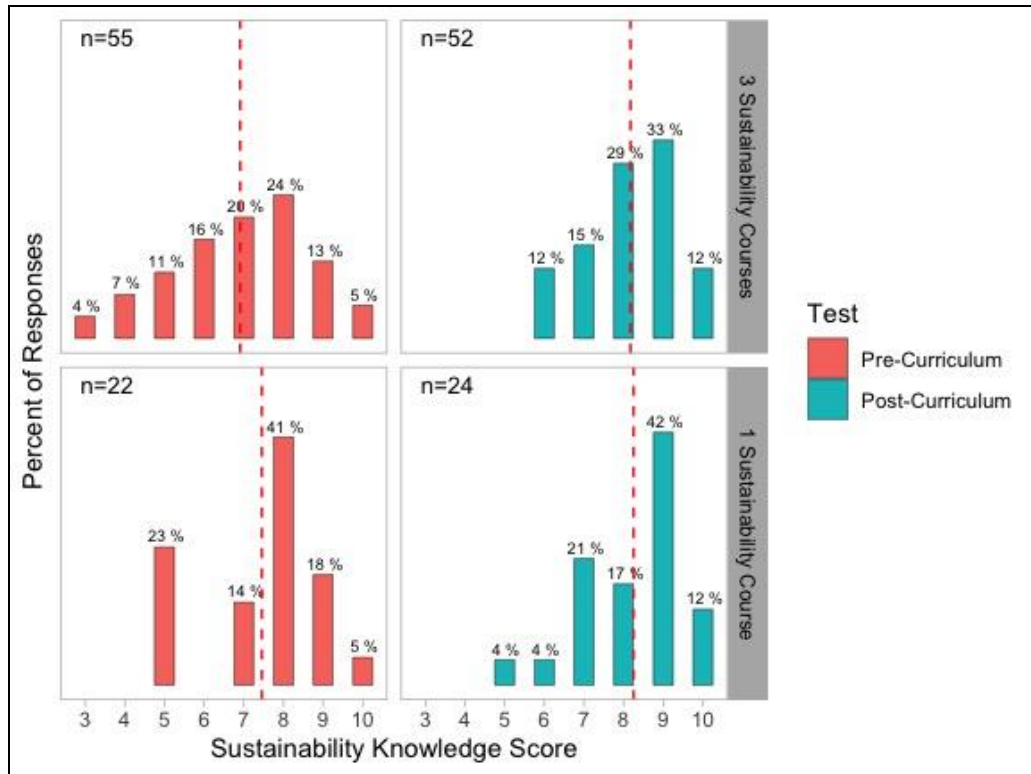 n=55
n=52
4 %
7 %
11 %
16 %
20 %
24 %
13 %
5 %
12 %
15 %
29 %
33 %
12 %
3 Sustainability Courses
n=22
n=24
23 %
14 %
41 %
18 %
5 %
4 %
4 %
21 %
17 %
42 %
12 %
1 Sustainability Course
Percent of Responses
3 4 5 6 7 8 9 10
3 4 5 6 7 8 9 10
Sustainability Knowledge Score
Test
Pre-Curriculum
Post-Curriculum